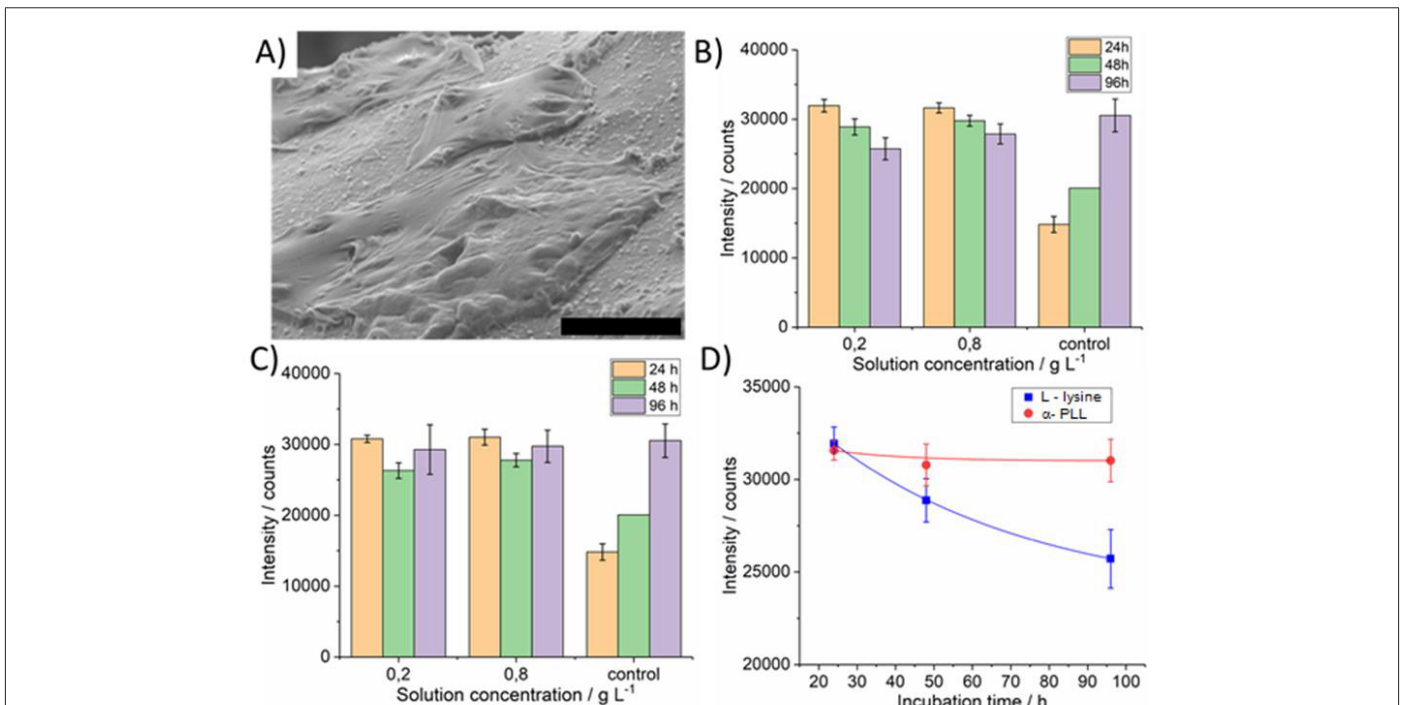 A)
B)
40000
30000
20000
10000
0
Intensity / counts
24h
48h
96h
0,2
0,8
control
Solution concentration / g L⁻¹
C)
40000
30000
20000
10000
0
Intensity / counts
24 h
48 h
96 h
0,2
0,8
control
Solution concentration / g L⁻¹
D)
35000
30000
25000
20000
Intensity / counts
L - lysine
α- PLL
20 30 40 50 60 70 80 90 100
Incubation time / h